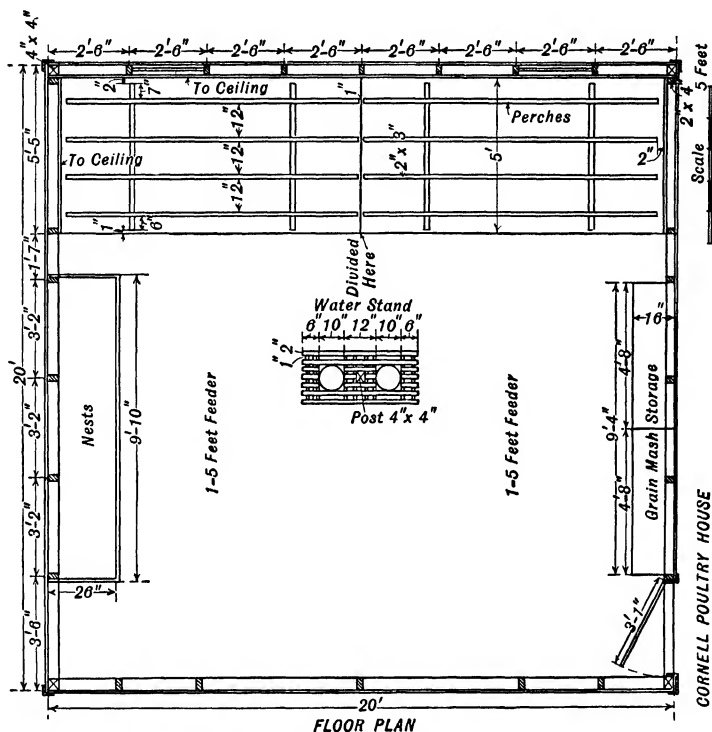 4"x 4"
2'-6" 2'-6" 2'-6" 2'-6" 2'-6" 2'-6" 2'-6" 2'-6"
5 Feet
Scale
2"x 4"
2"
7"
To Ceiling
1"
Perches
12"
12"
12"
2" x 3"
5'
2"
5'-5"
To Ceiling
1"
6"
1'-7"
Divided
Here
Water Stand
6" 10" 12" 10" 6"
1" 2"
Post 4"x 4"
3'-2"
3'-2"
3'-2"
3'-6"
20'
Nests
9'-10"
26"
1-5 Feet Feeder
1-5 Feet Feeder
16"
4'-8"
4'-8"
9'-4"
Grain Mash Storage
3'-1"
20'
FLOOR PLAN
CORNELL POULTRY HOUSE